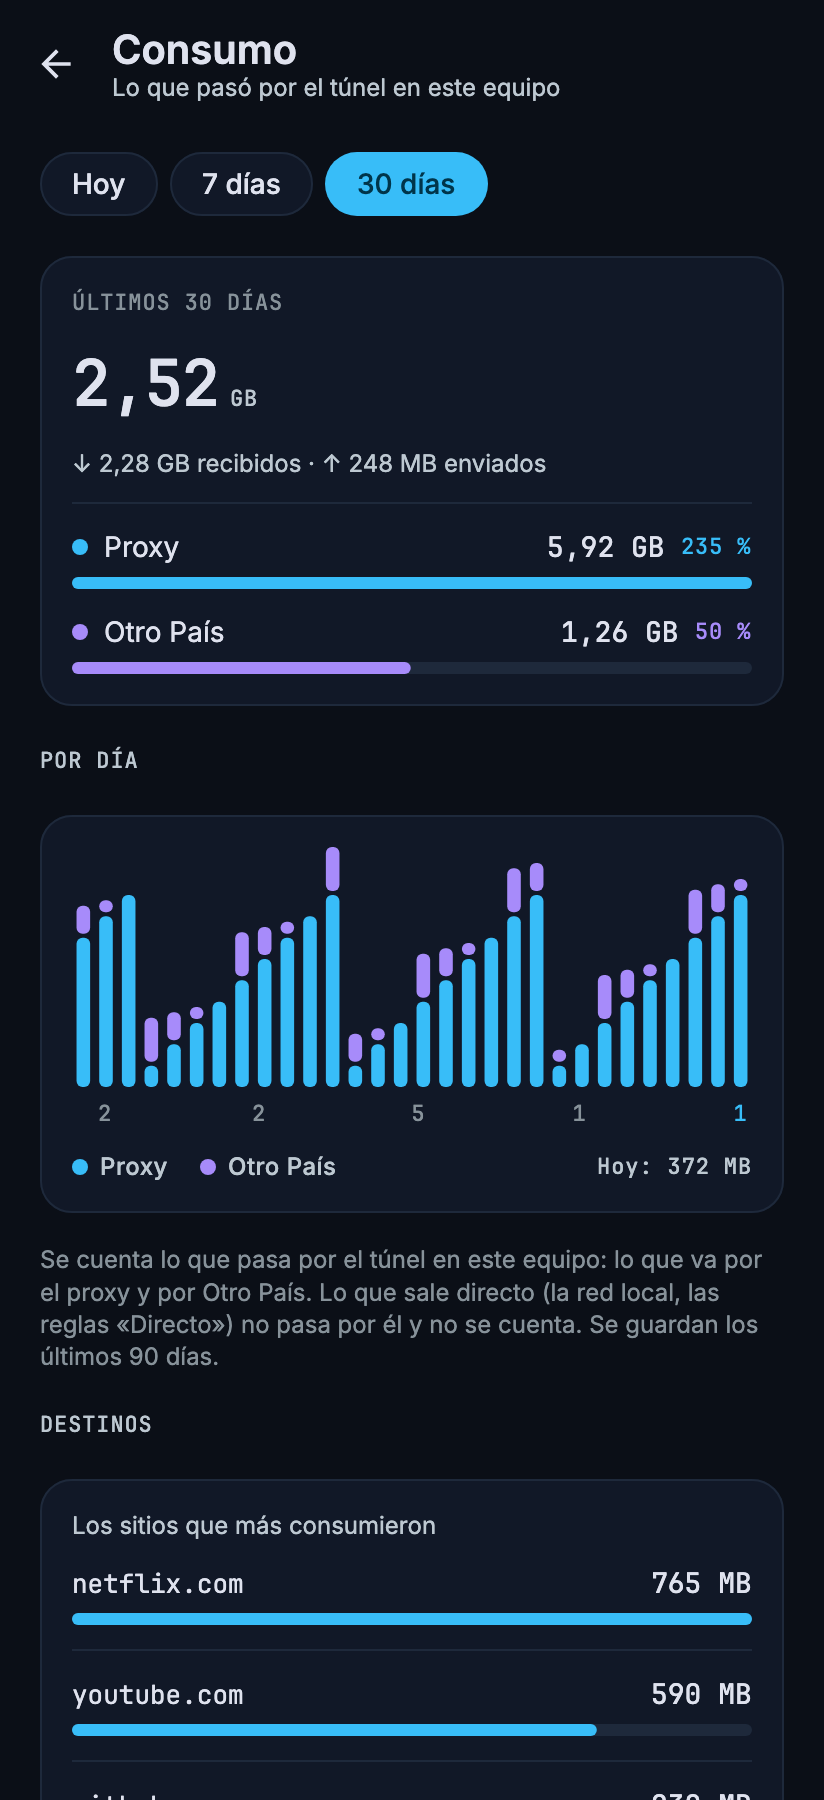 Consumo
Lo que pasó por el túnel en este equipo
Hoy 7 días 30 días
ÚLTIMOS 30 DÍAS
2,52 GB
↓ 2,28 GB recibidos · ↑ 248 MB enviados
Proxy 5,92 GB 235 %
Otro País 1,26 GB 50 %
POR DÍA
2 2 5 1 1
Proxy Otro País Hoy: 372 MB
Se cuenta lo que pasa por el túnel en este equipo: lo que va por
el proxy y por Otro País. Lo que sale directo (la red local, las
reglas «Directo») no pasa por él y no se cuenta. Se guardan los
últimos 90 días.
DESTINOS
Los sitios que más consumieron
netflix.com 765 MB
youtube.com 590 MB